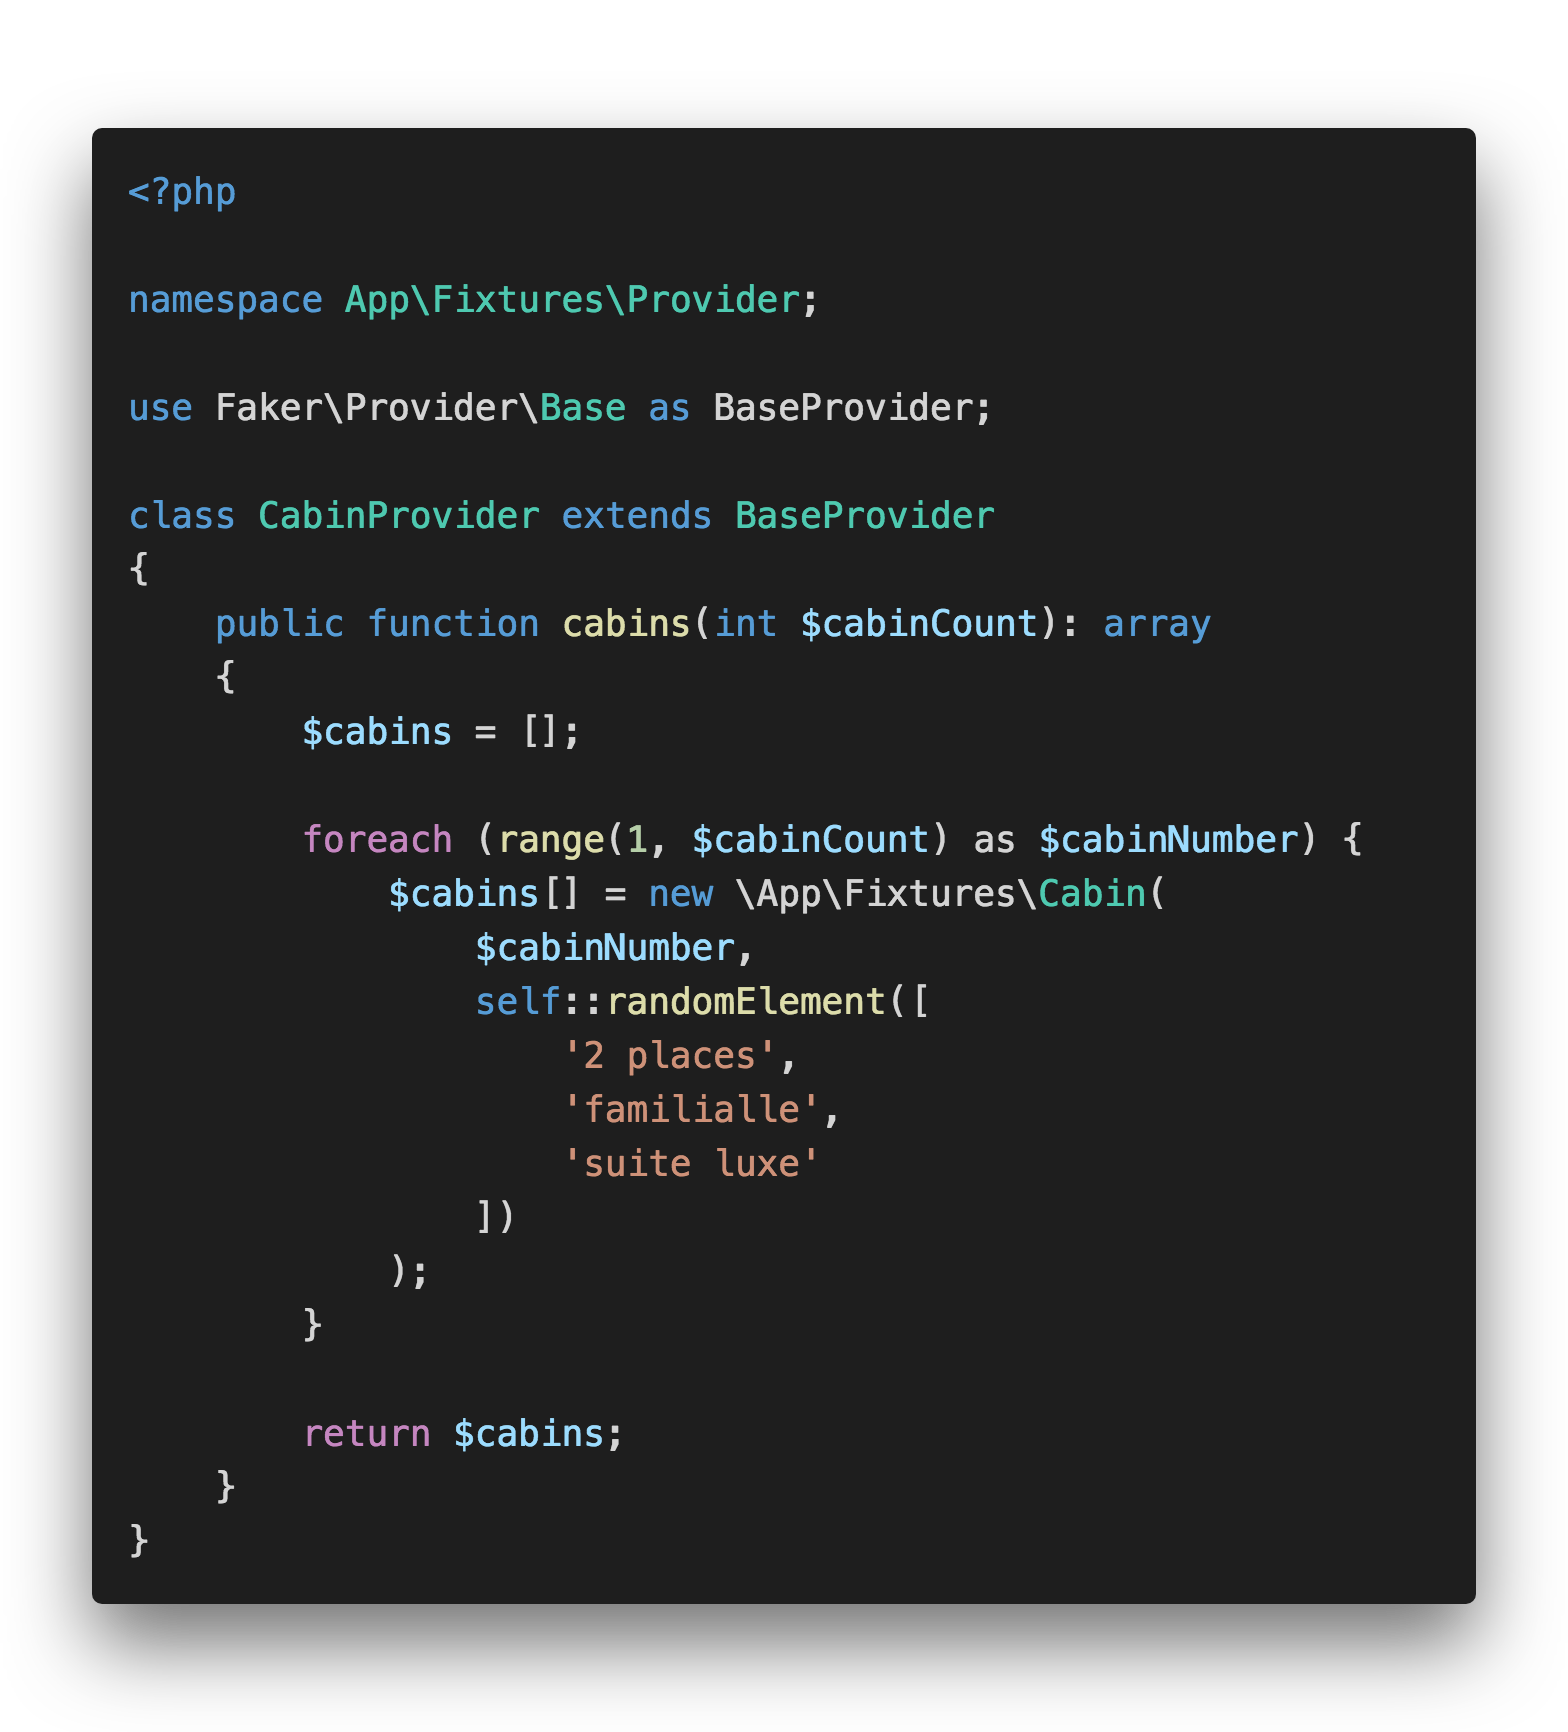 <?php
namespace App\Fixtures\Provider;
use Faker\Provider\Base as BaseProvider;
class CabinProvider extends BaseProvider
{
    public function cabins(int $cabinCount): array
    {
        $cabins = [];
        foreach (range(1, $cabinCount) as $cabinNumber) {
            $cabins[] = new \App\Fixtures\Cabin(
                $cabinNumber,
                self::randomElement([
                    '2 places',
                    'familialle',
                    'suite luxe'
                ])
            );
        }
        return $cabins;
    }
}